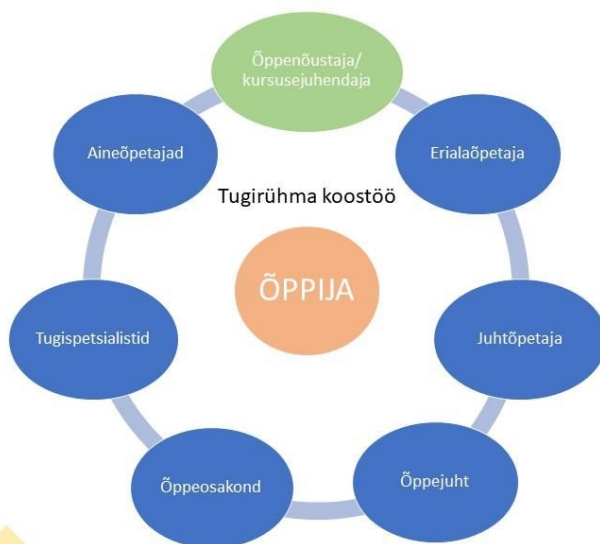 Õppenõustaja/
kursusejuhendaja
Aineõpetajad
Erialaõpetaja
Tugirühma koostöö
ÕPPIJA
Tugispetsialistid
Juhtõpetaja
Õppeosakond
Õppejuht